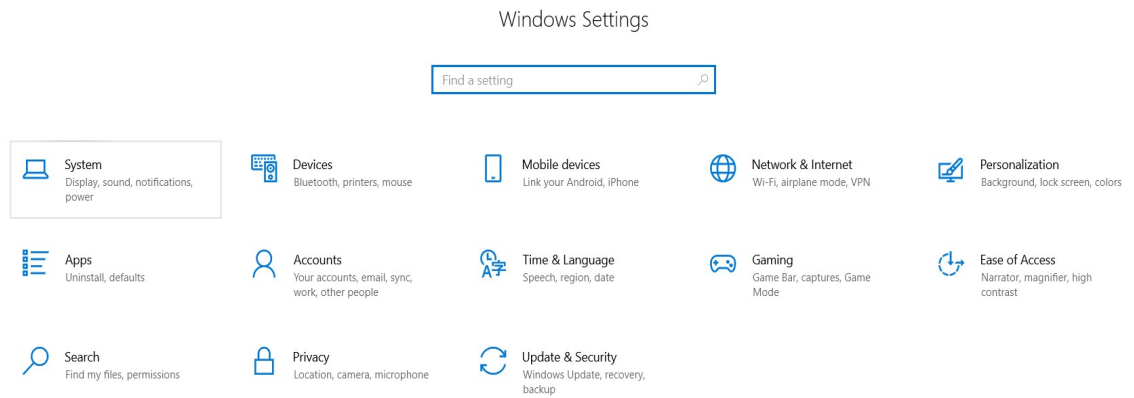 Windows Settings
Find a setting
System
Display, sound, notifications,
power
Devices
Bluetooth, printers, mouse
Mobile devices
Link your Android, iPhone
Network & Internet
Wi-Fi, airplane mode, VPN
Personalization
Background, lock screen, colors
Apps
Uninstall, defaults
Accounts
Your accounts, email, sync,
work, other people
Time & Language
Speech, region, date
Gaming
Game Bar, captures, Game
Mode
Ease of Access
Narrator, magnifier, high
contrast
Search
Find my files, permissions
Privacy
Location, camera, microphone
Update & Security
Windows Update, recovery,
backup